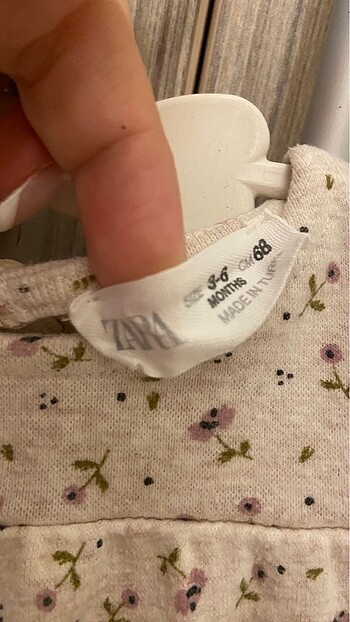 ZARA
SIZE 3-6 MONTHS CM 68
MADE IN TURKEY